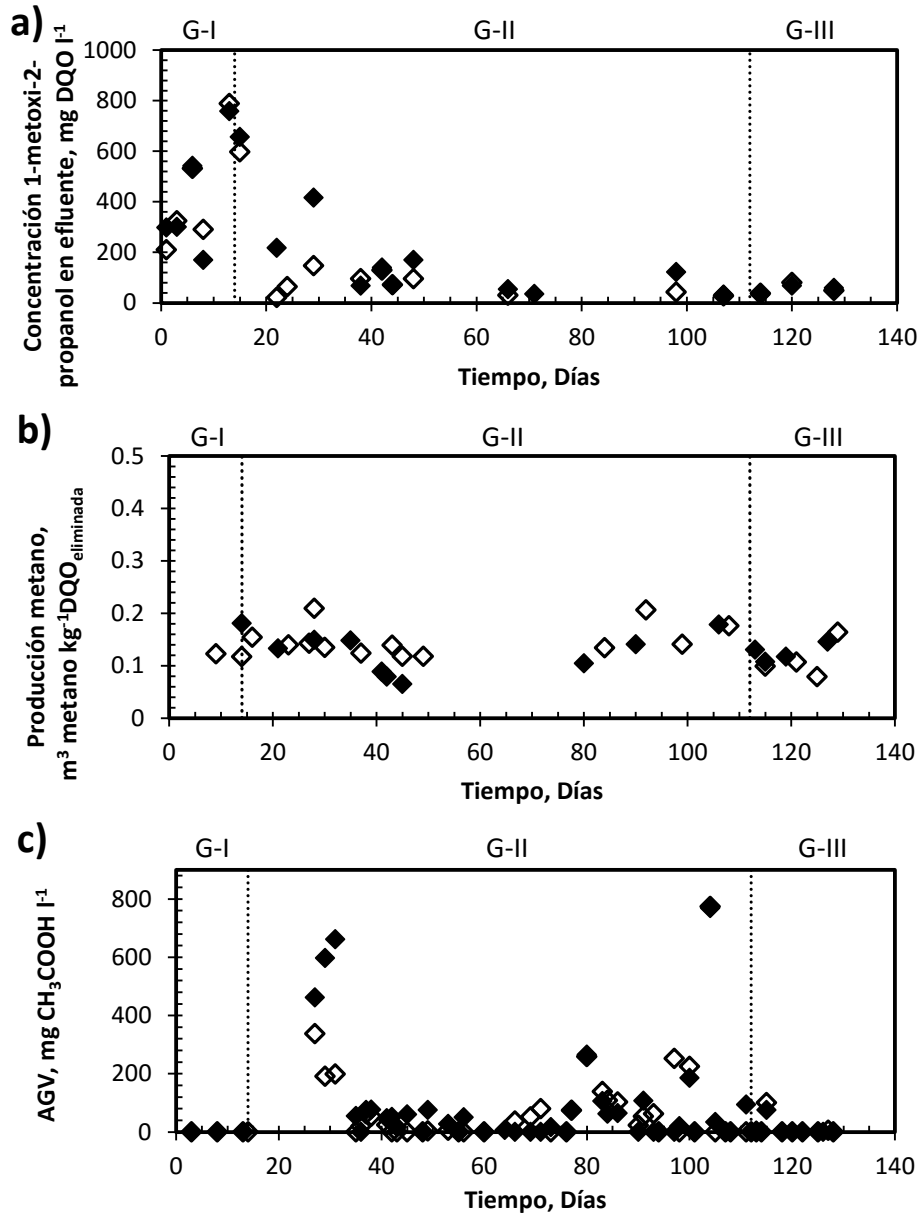 a)
G-I G-II G-III
Concentración 1-metoxi-2-
propanol en efluente, mg DQO l-1
1000
800
600
400
200
0
0 20 40 60 80 100 120 140
Tiempo, Días
b)
G-I G-II G-III
Producción metano,
m3 metano kg-1DQOeliminada
0.5
0.4
0.3
0.2
0.1
0
0 20 40 60 80 100 120 140
Tiempo, Días
c)
G-I G-II G-III
AGV, mg CH3COOH l-1
800
600
400
200
0
0 20 40 60 80 100 120 140
Tiempo, Días